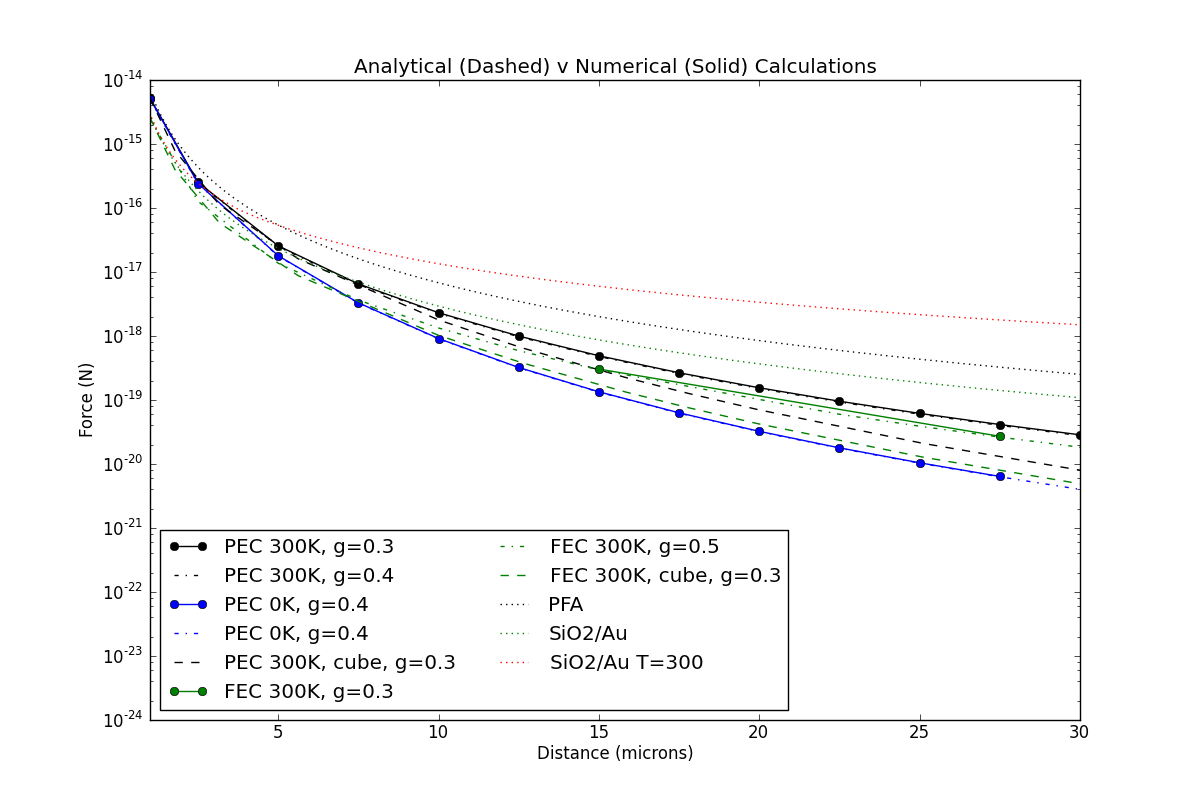 Analytical (Dashed) v Numerical (Solid) Calculations
10^-14
10^-15
10^-16
10^-17
10^-18
10^-19
10^-20
10^-21
10^-22
10^-23
10^-24
Force (N)
PEC 300K, g=0.3
PEC 300K, g=0.4
PEC 0K, g=0.4
PEC 0K, g=0.4
PEC 300K, cube, g=0.3
FEC 300K, g=0.3
FEC 300K, g=0.5
FEC 300K, cube, g=0.3
PFA
SiO2/Au
SiO2/Au T=300
5 10 15 20 25 30
Distance (microns)